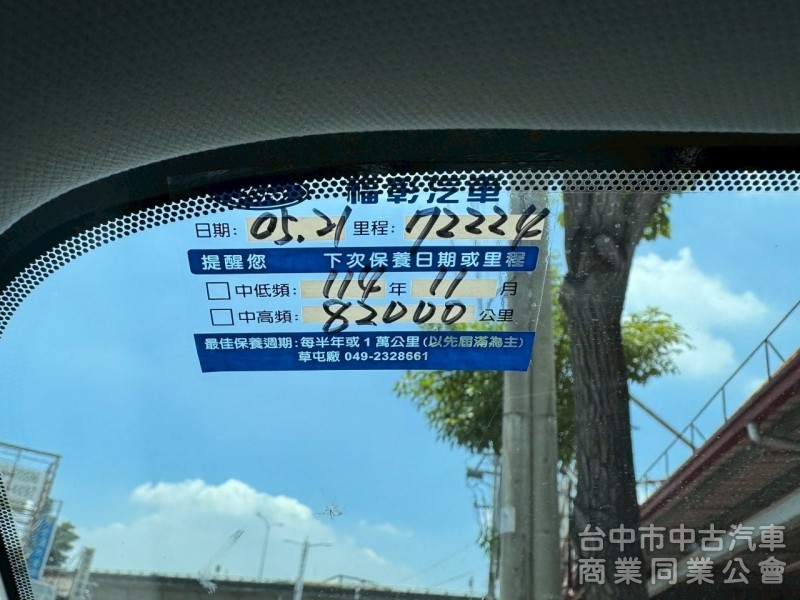 福彰汽車
日期: 05.21 里程: 72224
提醒您 下次保養日期或里程
中低頻: 114 年 11 月
中高頻: 82000 公里
最佳保養週期:每半年或1萬公里(以先屆滿為主)
草屯廠 049-2328661
台中市中古汽車
商業同業公會